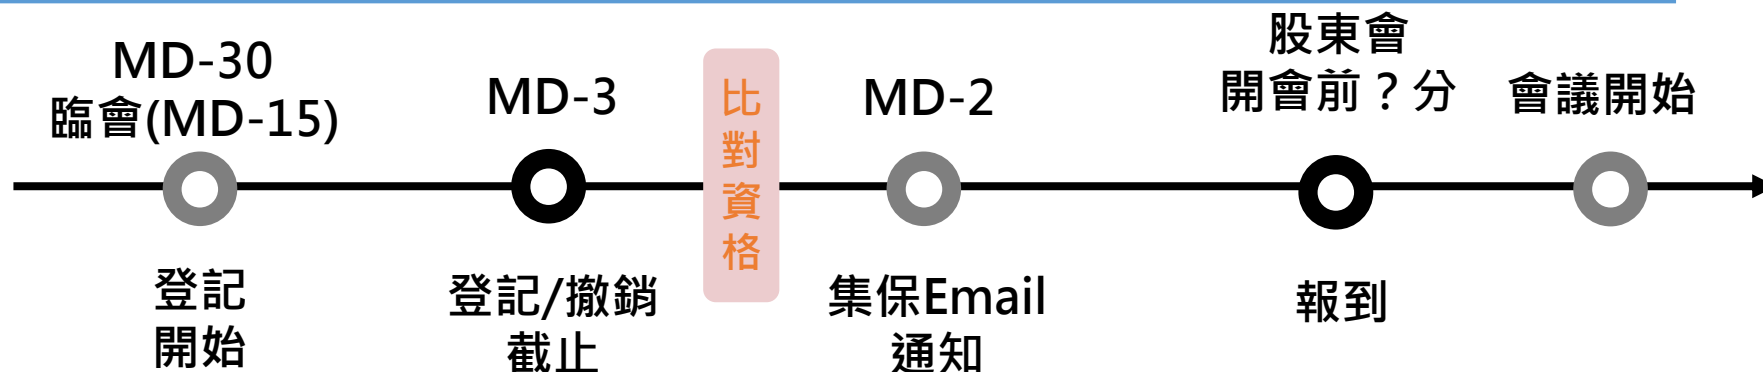 MD-30
臨會(MD-15)
登記
開始
MD-3
登記/撤銷
截止
比
對
資
格
MD-2
集保Email
通知
股東會
開會前？分
報到
會議開始